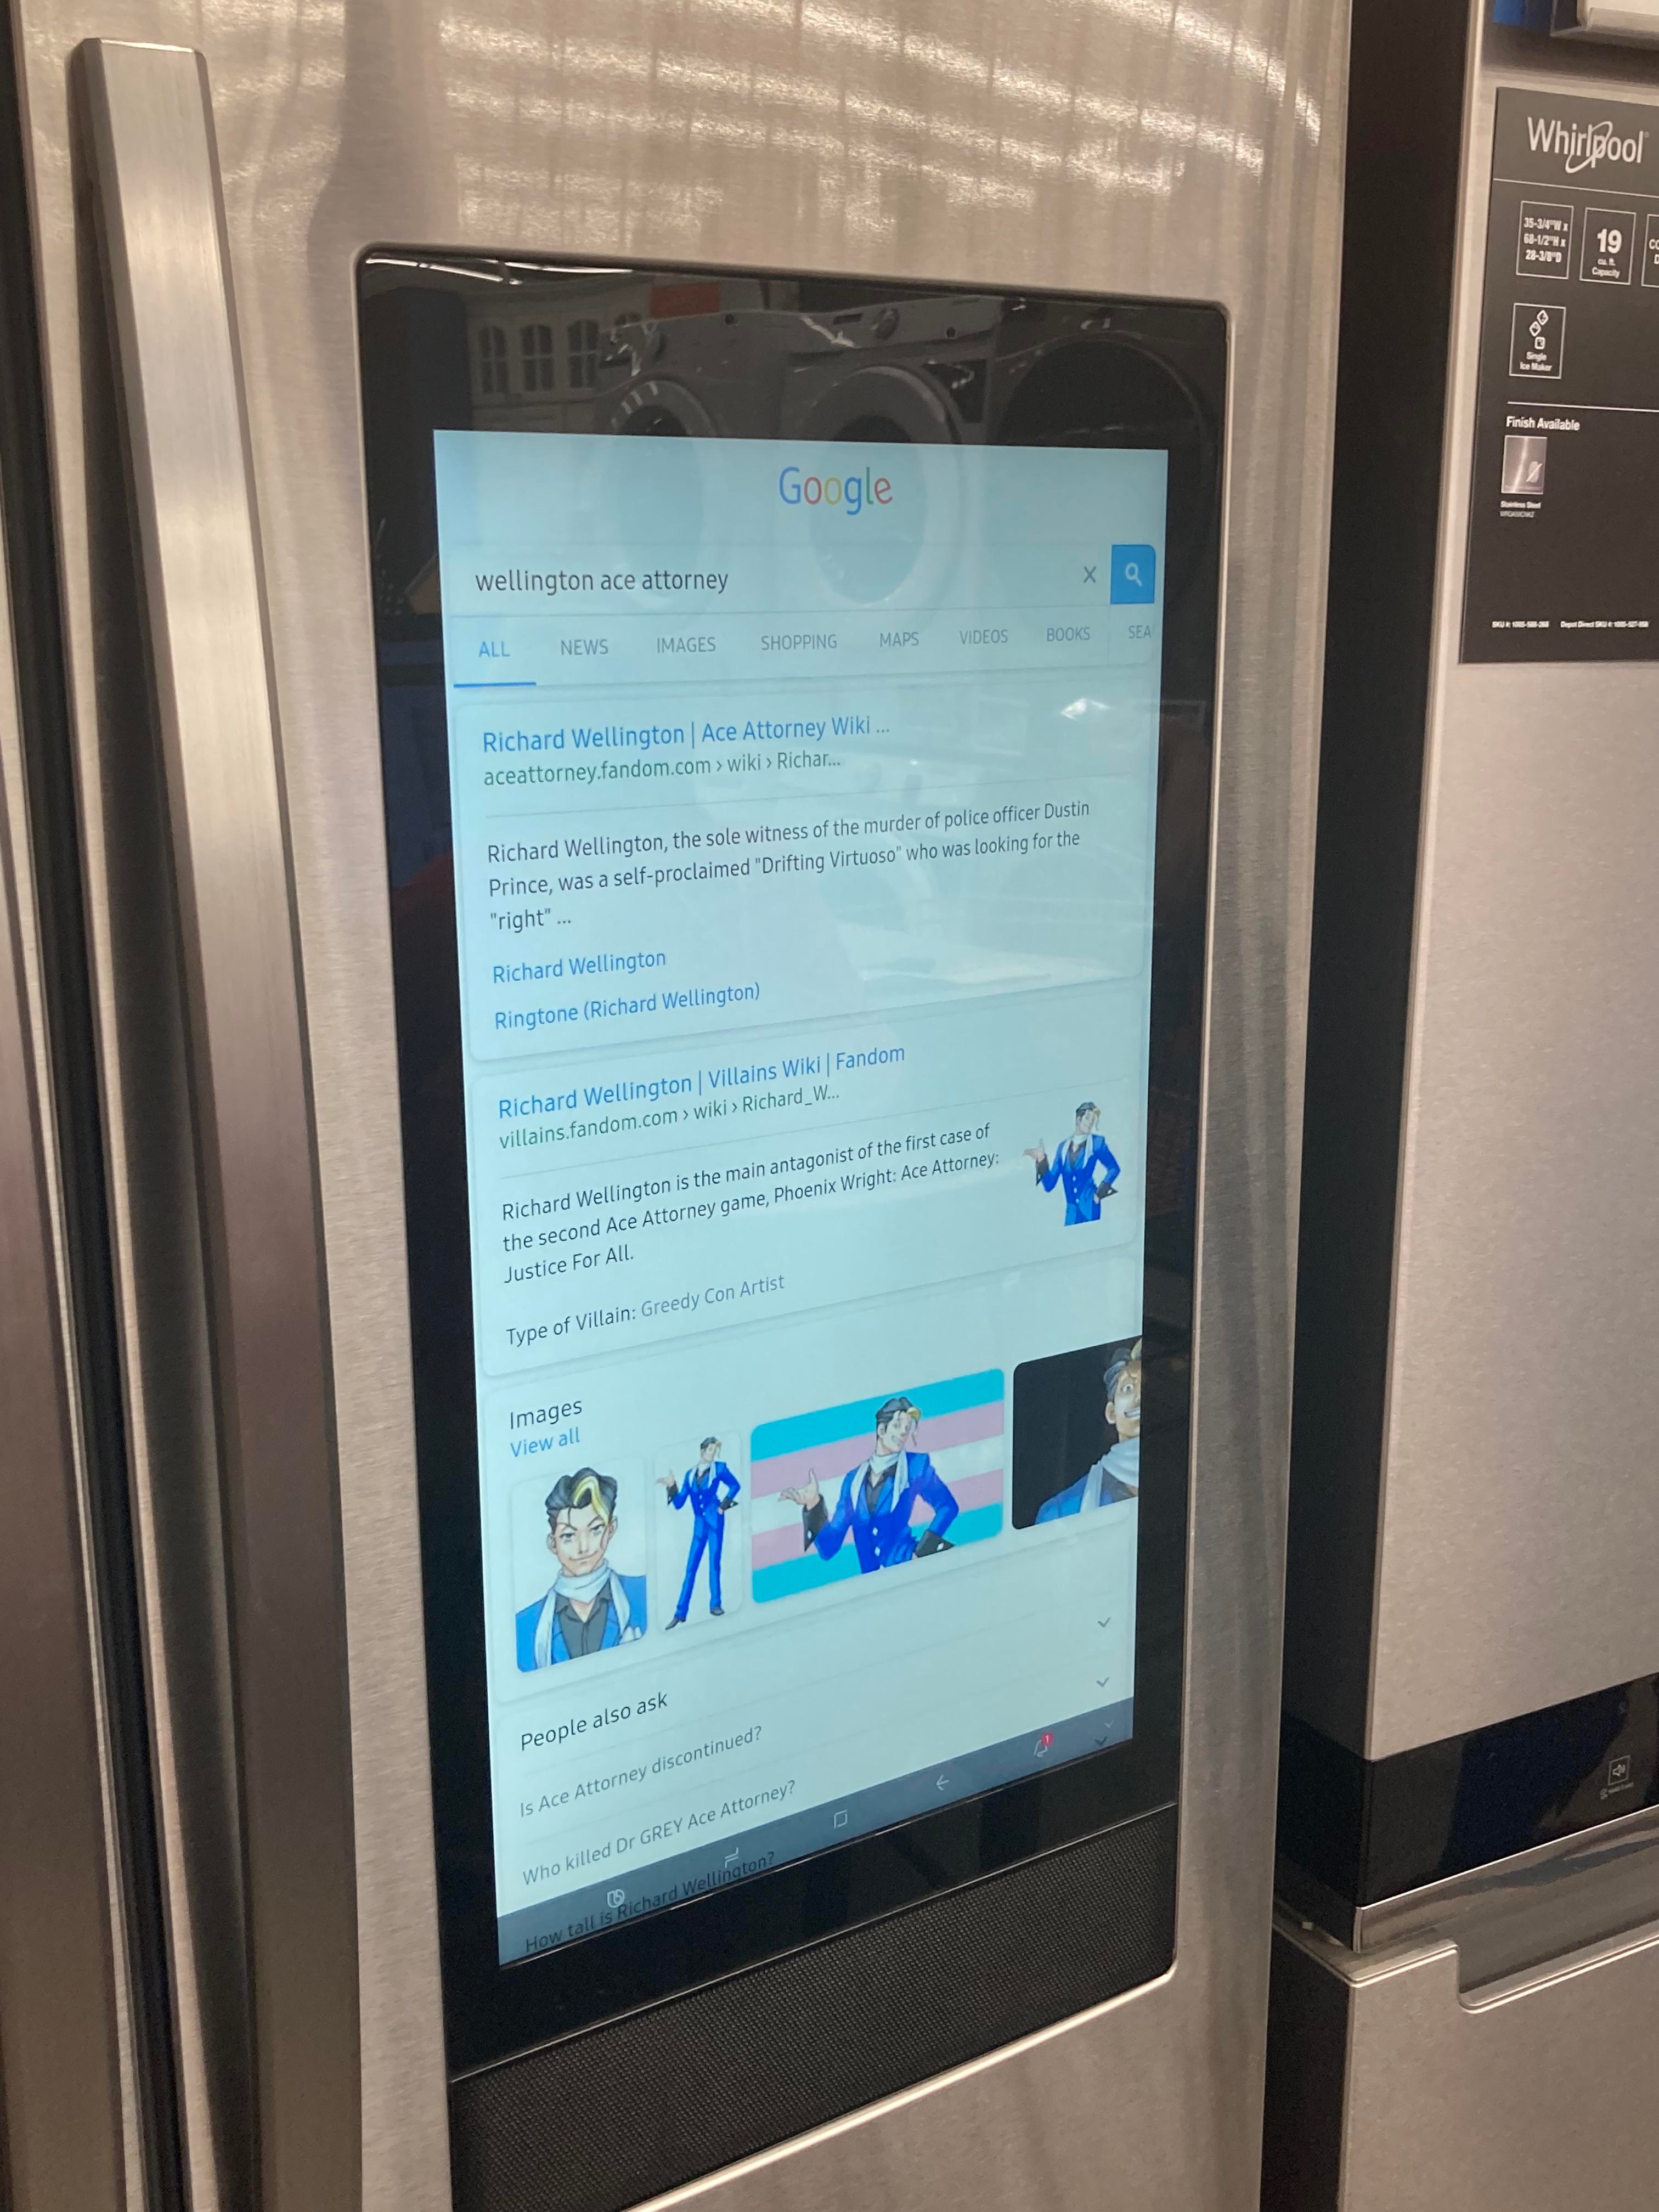 Google
wellington ace attorney
X
ALL NEWS IMAGES SHOPPING MAPS VIDEOS BOOKS SEA
Richard Wellington | Ace Attorney Wiki ...
aceattorney.fandom.com › wiki › Richar...
Richard Wellington, the sole witness of the murder of police officer Dustin
Prince, was a self-proclaimed "Drifting Virtuoso" who was looking for the
"right" ...
Richard Wellington
Ringtone (Richard Wellington)
Richard Wellington | Villains Wiki | Fandom
villains.fandom.com › wiki › Richard_W...
Richard Wellington is the main antagonist of the first case of
the second Ace Attorney game, Phoenix Wright: Ace Attorney:
Justice For All.
Type of Villain: Greedy Con Artist
Images
View all
People also ask
Is Ace Attorney discontinued?
Who killed Dr GREY Ace Attorney?
How tall is Richard Wellington?
1
Whirlpool
35-3/4"W x
68-1/2"H x
28-3/8"D
19
cu. ft.
Capacity
Single
Ice Maker
Finish Available
Stainless Steel